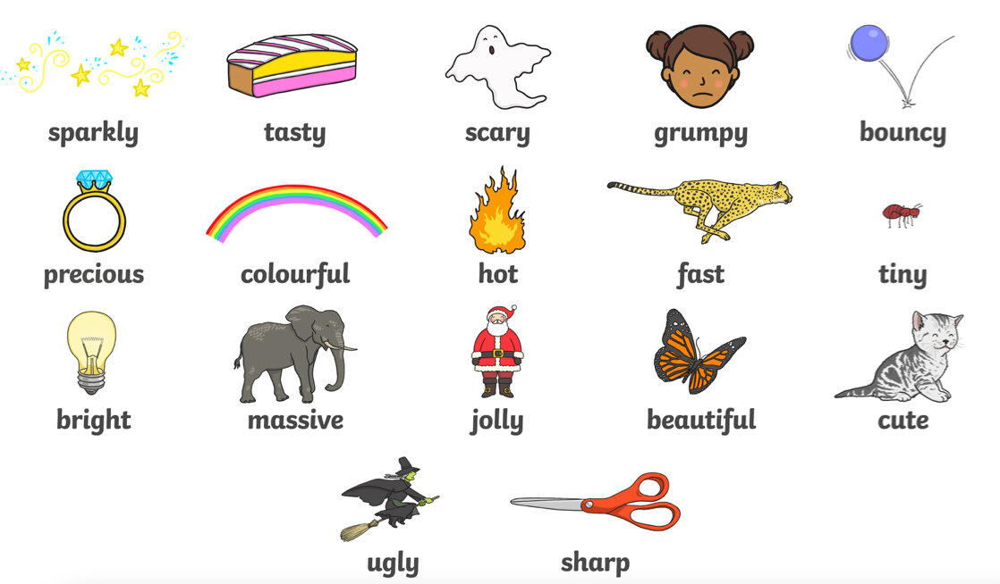 sparkly tasty scary grumpy bouncy
precious colourful hot fast tiny
bright massive jolly beautiful cute
ugly sharp